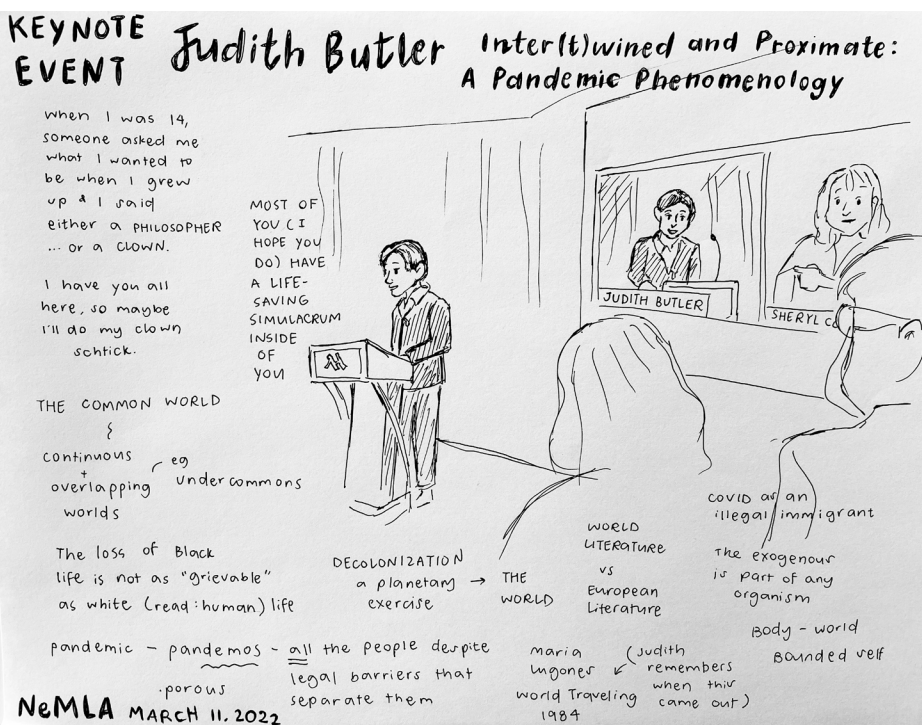 KEYNOTE
EVENT
Judith Butler
Inter(t)wined and Proximate:
A Pandemic Phenomenology
when I was 14,
someone asked me
what I wanted to
be when I grew
up & I said
either a PHILOSOPHER
... or a CLOWN.
I have you all
here, so maybe
I'll do my clown
schtick.
MOST OF
YOU (I
HOPE YOU
DO) HAVE
A LIFE-
SAVING
SIMULACRUM
INSIDE
OF
YOU
JUDITH BUTLER
SHERYL C
THE COMMON WORLD
continuous
+
overlapping
worlds
eg
undercommons
The loss of Black
life is not as "grievable"
as white (read: human) life
DECOLONIZATION
a planetary
exercise
→ THE
WORLD
WORLD
LITERATURE
vs
European
Literature
COVID as an
illegal immigrant
The exogenous
is part of any
organism
Body - world
Bounded self
pandemic - pandemos - all the people despite
legal barriers that
separate them
.porous
maria
lugones
world Traveling
1984
(Judith
remembers
when this
came out)
NeMLA MARCH 11. 2022